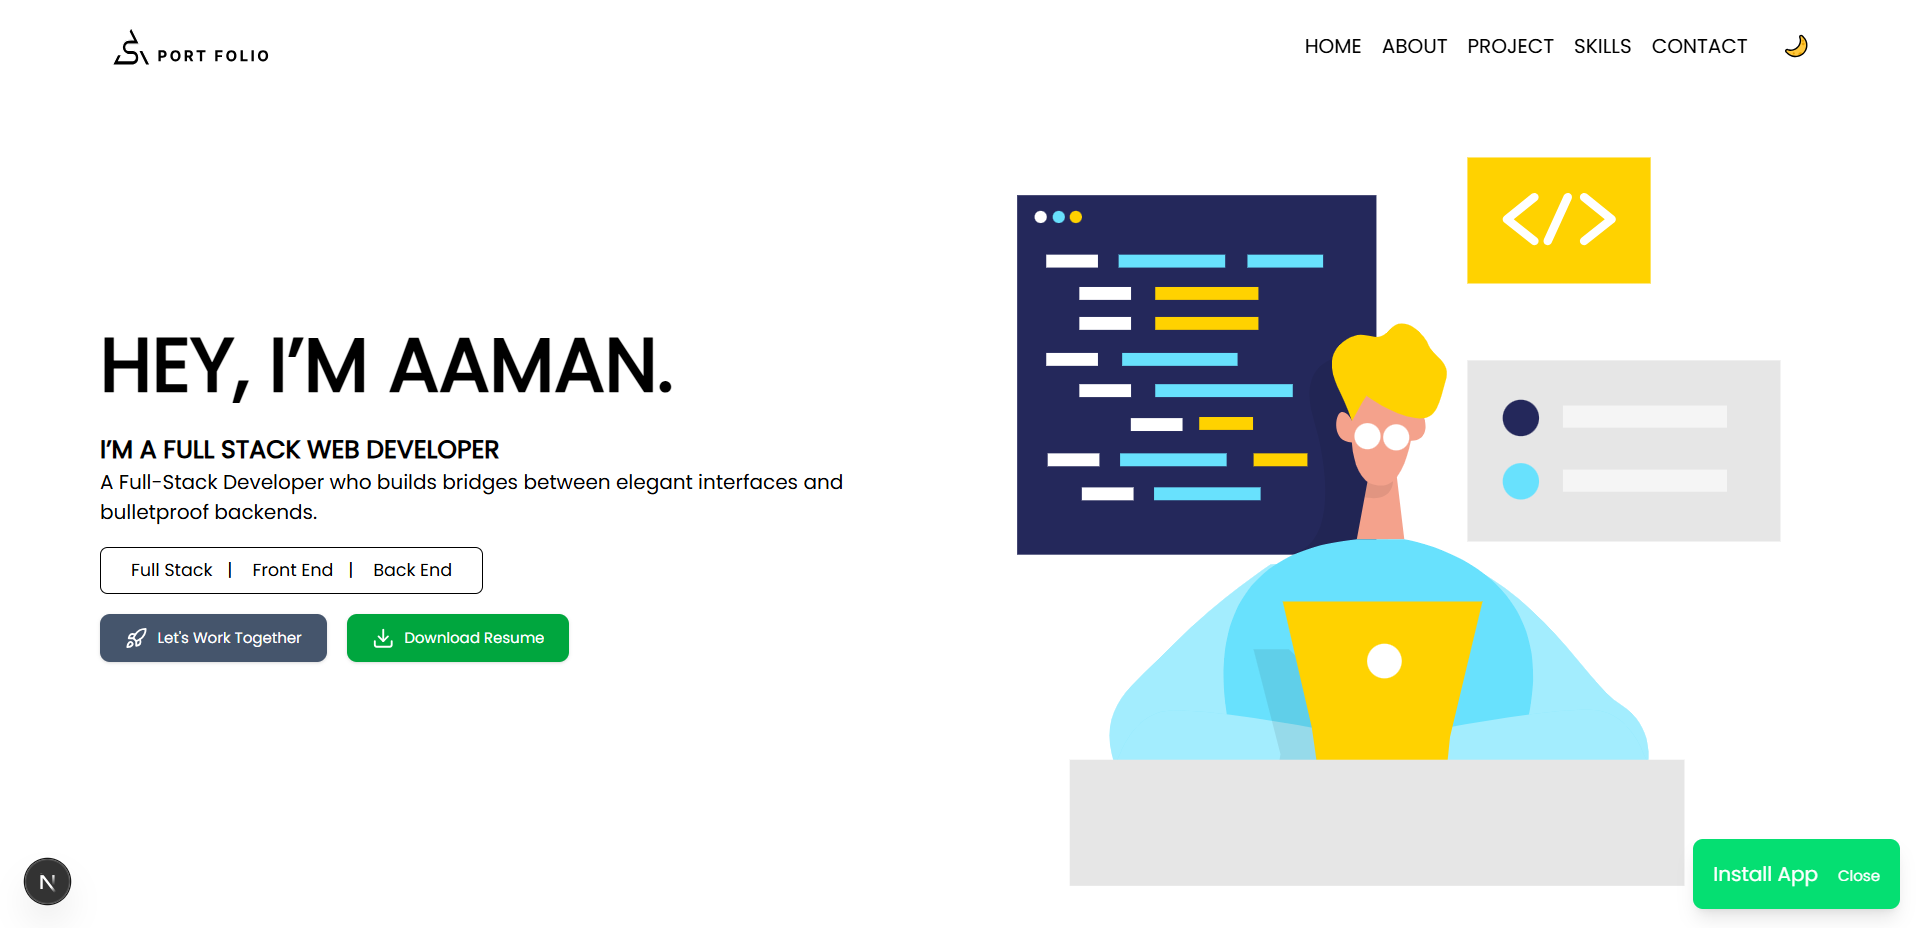 PORT FOLIO
HOME ABOUT PROJECT SKILLS CONTACT
</>
HEY, I’M AAMAN.
I’M A FULL STACK WEB DEVELOPER
A Full-Stack Developer who builds bridges between elegant interfaces and
bulletproof backends.
Full Stack | Front End | Back End
Let's Work Together
Download Resume
N
Install App Close